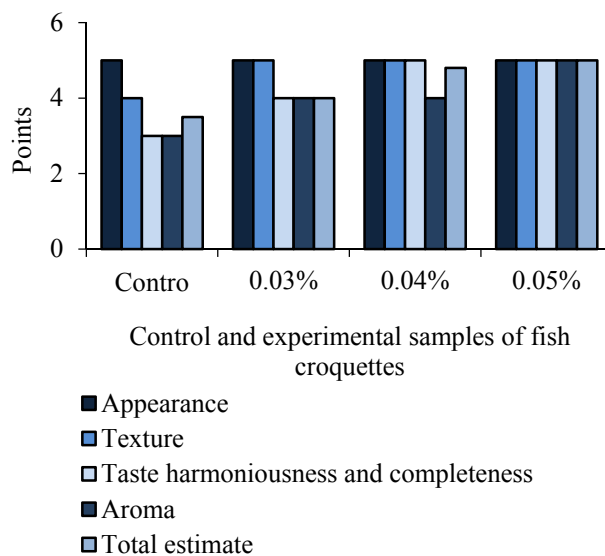 6
4
2
0
Points
Contro
0.03%
0.04%
0.05%
Control and experimental samples of fish
croquettes
Appearance
Texture
Taste harmoniousness and completeness
Aroma
Total estimate